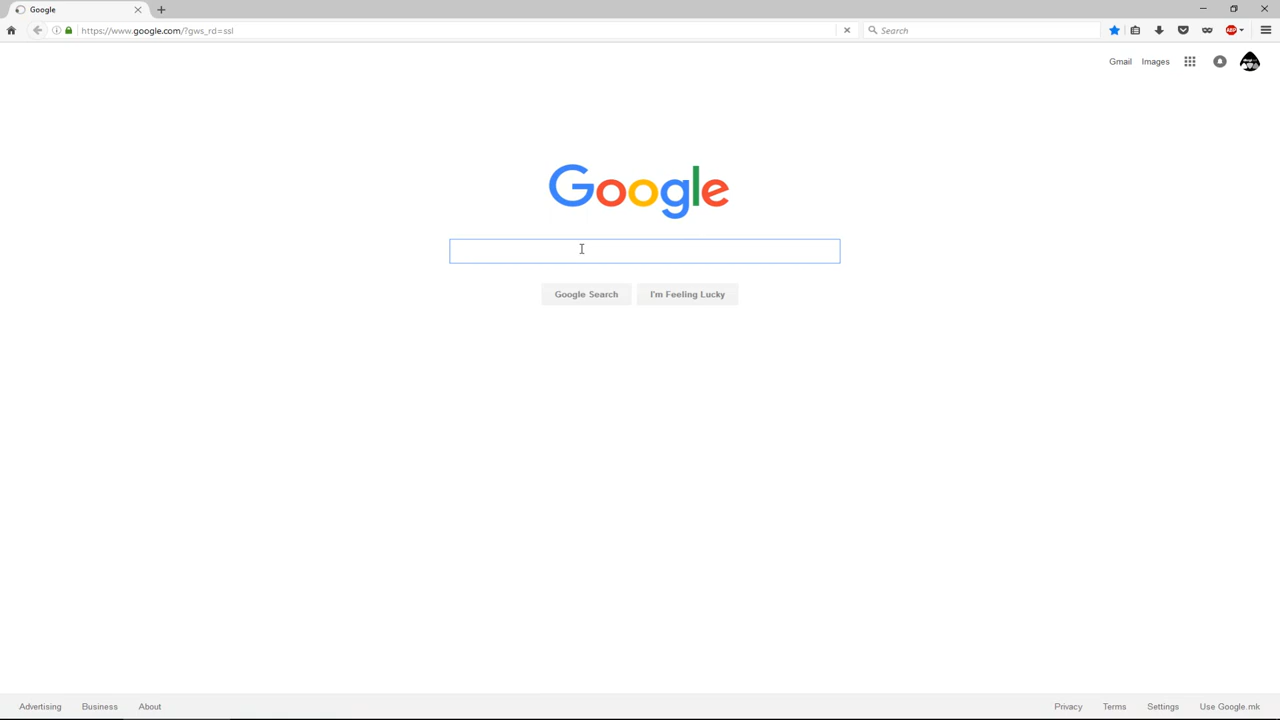 Google
https://www.google.com/?gws_rd=ssl
Search
ABP
Gmail Images
Google
Google Search I'm Feeling Lucky
Advertising Business About Privacy Terms Settings Use Google.mk